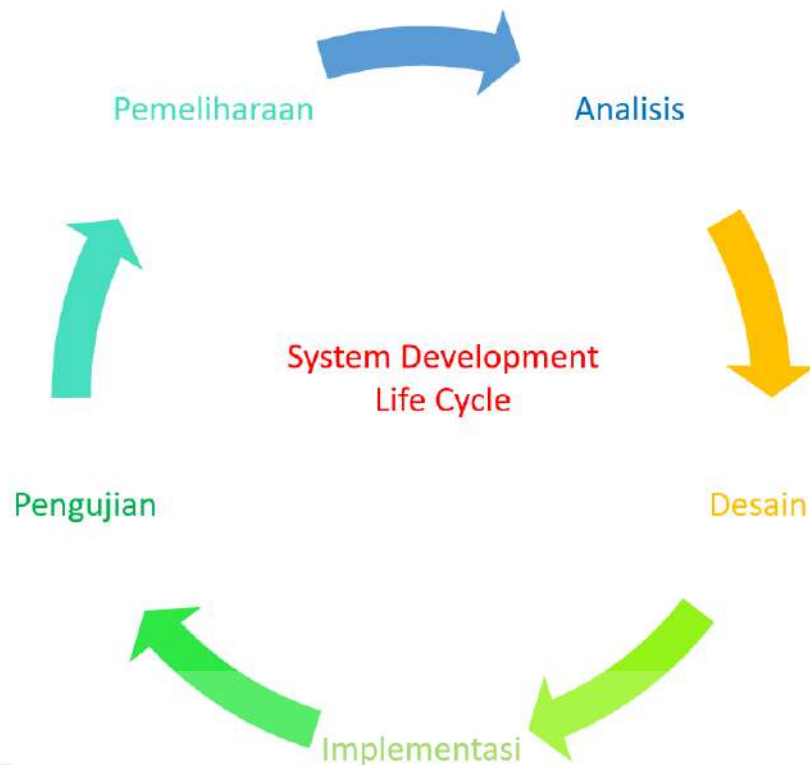 Pemeliharaan
Analisis
System Development
Life Cycle
Pengujian
Desain
Implementasi